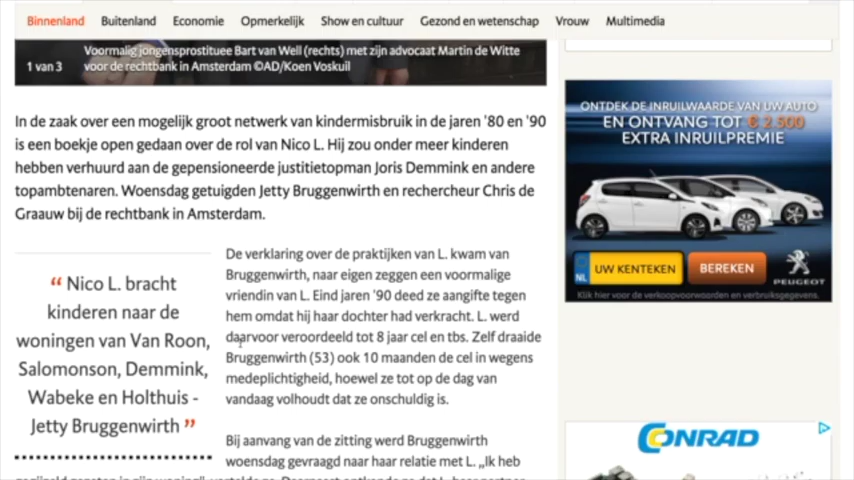 Binnenland Buitenland Economie Opmerkelijk Show en cultuur Gezond en wetenschap Vrouw Multimedia
Voormalig jongensprostituee Bart van Well (rechts) met zijn advocaat Martin de Witte
1 van 3 voor de rechtbank in Amsterdam ©AD/Koen Voskuil
In de zaak over een mogelijk groot netwerk van kindermisbruik in de jaren '80 en '90
is een boekje open gedaan over de rol van Nico L. Hij zou onder meer kinderen
hebben verhuurd aan de gepensioneerde justitietopman Joris Demmink en andere
topambtenaren. Woensdag getuigden Jetty Bruggenwirth en rechercheur Chris de
Graauw bij de rechtbank in Amsterdam.
“ Nico L. bracht
kinderen naar de
woningen van Van Roon,
Salomonson, Demmink,
Wabeke en Holthuis -
Jetty Bruggenwirth ”
De verklaring over de praktijken van L. kwam van
Bruggenwirth, naar eigen zeggen een voormalige
vriendin van L. Eind jaren '90 deed ze aangifte tegen
hem omdat hij haar dochter had verkracht. L. werd
daarvoor veroordeeld tot 8 jaar cel en tbs. Zelf draaide
Bruggenwirth (53) ook 10 maanden de cel in wegens
medeplichtigheid, hoewel ze tot op de dag van
vandaag volhoudt dat ze onschuldig is.
Bij aanvang van de zitting werd Bruggenwirth
woensdag gevraagd naar haar relatie met L. „Ik heb
ONTDEK DE INRUILWAARDE VAN UW AUTO
EN ONTVANG TOT € 2.500
EXTRA INRUILPREMIE
NL UW KENTEKEN BEREKEN
PEUGEOT
Klik hier voor de verkoopvoorwaarden en verbruiksgegevens.
CONRAD